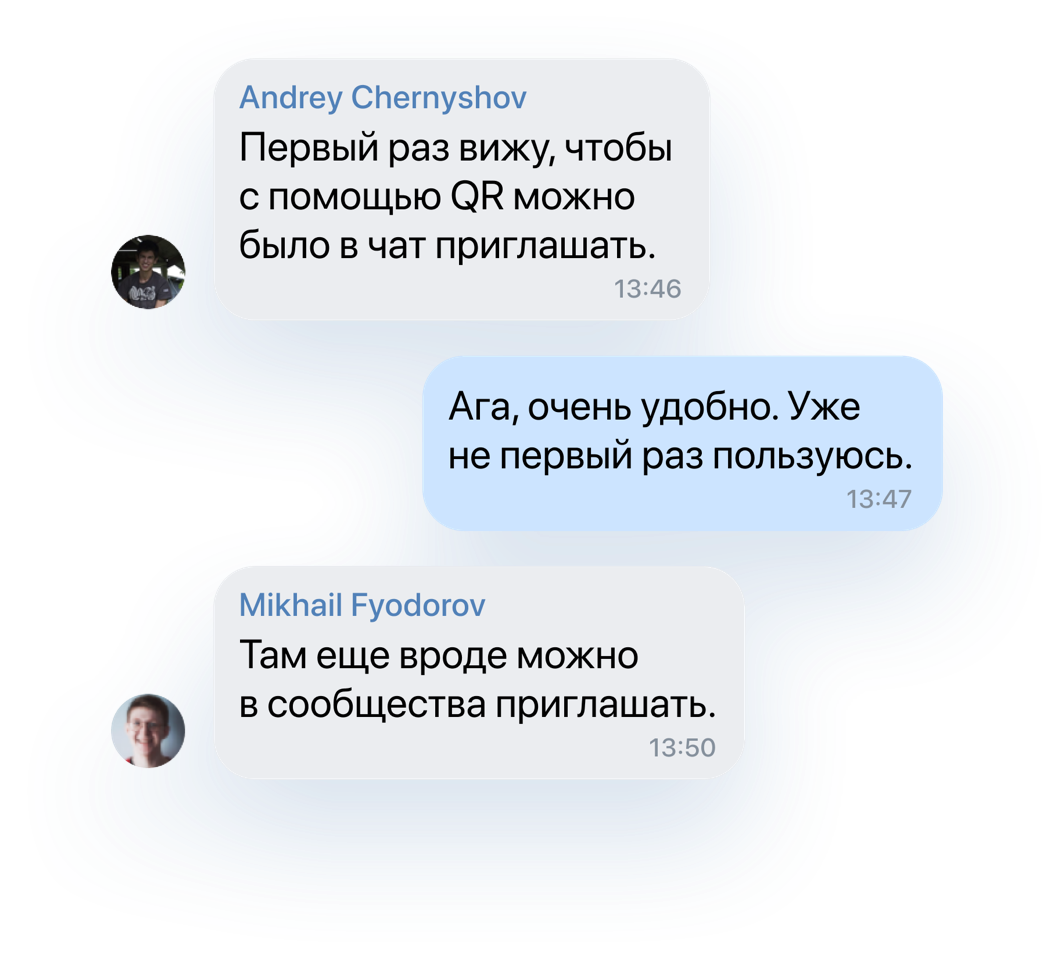 Andrey Chernyshov
Первый раз вижу, чтобы
с помощью QR можно
было в чат приглашать.
13:46
Ага, очень удобно. Уже
не первый раз пользуюсь.
13:47
Mikhail Fyodorov
Там еще вроде можно
в сообщества приглашать.
13:50